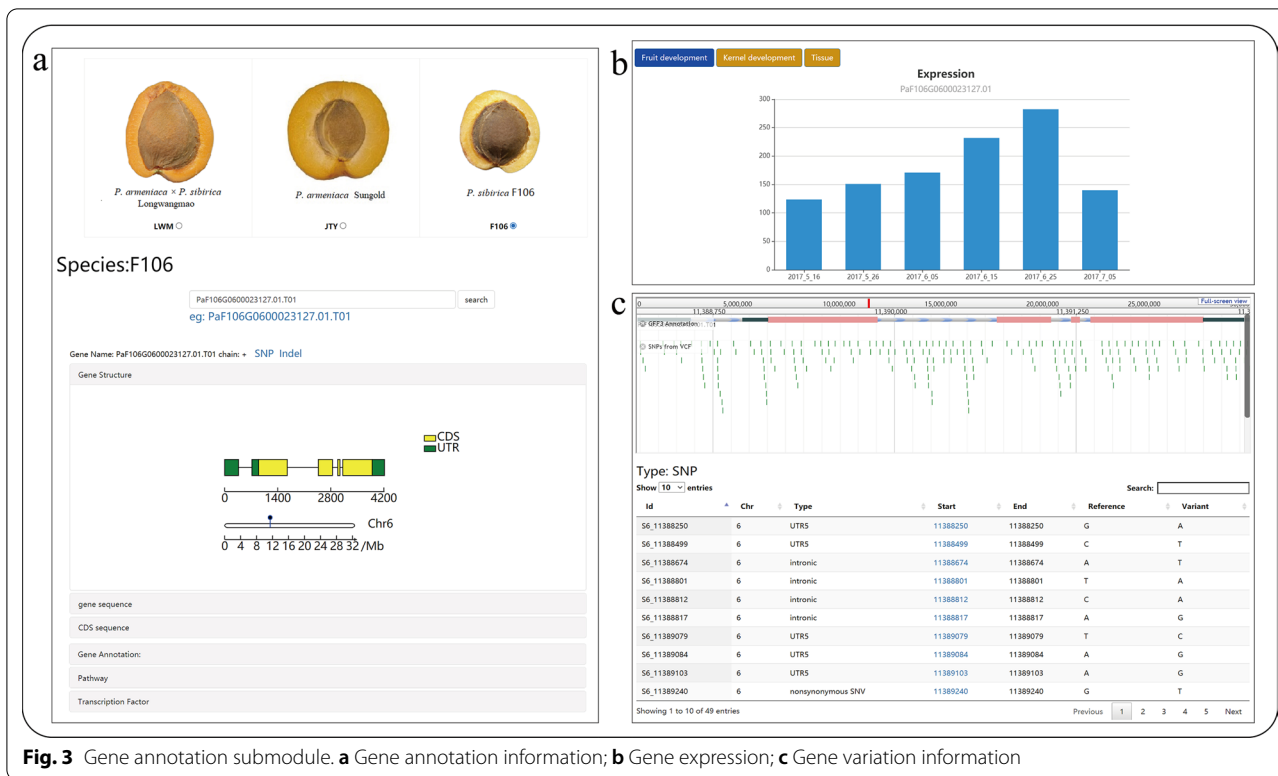 a
P. armeniaca × P. sibirica
Longwangmao
LWM
P. armeniaca Sungold
JTY
P. sibirica F106
F106
Species:F106
PaF106G0600023127.01.T01
search
eg: PaF106G0600023127.01.T01
Gene Name: PaF106G0600023127.01.T01 chain: + SNP Indel
Gene Structure
CDS
UTR
0 1400 2800 4200
Chr6
0 4 8 12 16 20 24 28 32 /Mb
gene sequence
CDS sequence
Gene Annotation:
Pathway
Transcription Factor
b
Fruit development Kernel development Tissue
Expression
PaF106G0600023127.01
300
250
200
150
100
50
0
2017_5_16 2017_5_26 2017_6_05 2017_6_15 2017_6_25 2017_7_05
c
0 5,000,000 10,000,000 15,000,000 20,000,000 25,000,000
Full-screen view
11,388,750 11,390,000 11,391,250 11,3
GFF3 Annotation
SNPs from VCF
Type: SNP
Show 10 entries Search:
Id Chr Type Start End Reference Variant
S6_11388250 6 UTR5 11388250 11388250 G A
S6_11388499 6 UTR5 11388499 11388499 C T
S6_11388674 6 intronic 11388674 11388674 A T
S6_11388801 6 intronic 11388801 11388801 T A
S6_11388812 6 intronic 11388812 11388812 C A
S6_11388817 6 intronic 11388817 11388817 A G
S6_11389079 6 UTR5 11389079 11389079 T C
S6_11389084 6 UTR5 11389084 11389084 A G
S6_11389103 6 UTR5 11389103 11389103 A G
S6_11389240 6 nonsynonymous SNV 11389240 11389240 G T
Showing 1 to 10 of 49 entries Previous 1 2 3 4 5 Next
Fig. 3 Gene annotation submodule. a Gene annotation information; b Gene expression; c Gene variation information